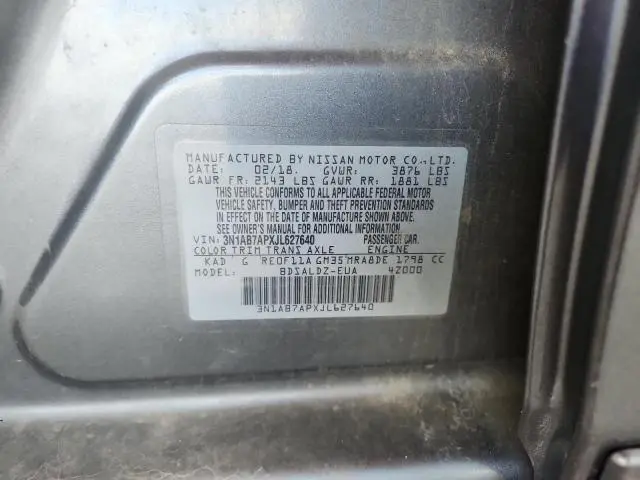 MANUFACTURED BY NISSAN MOTOR CO., LTD.
DATE: 02/18. GVWR: 3876 LBS
GAWR FR: 2143 LBS GAWR RR: 1881 LBS
THIS VEHICLE CONFORMS TO ALL APPLICABLE FEDERAL MOTOR
VEHICLE SAFETY, BUMPER AND THEFT PREVENTION STANDARDS
IN EFFECT ON THE DATE OF MANUFACTURE SHOWN ABOVE.
SEE OWNER'S MANUAL FOR ADDITIONAL INFORMATION
VIN: 3N1AB7APXJL627640 PASSENGER CAR.
COLOR TRIM TRANS AXLE ENGINE
KAD G RE0F11A GM35 MRA8DE 1798 CC
MODEL: BDSALDZ-EUA 4Z000
3N1AB7APXJL627640